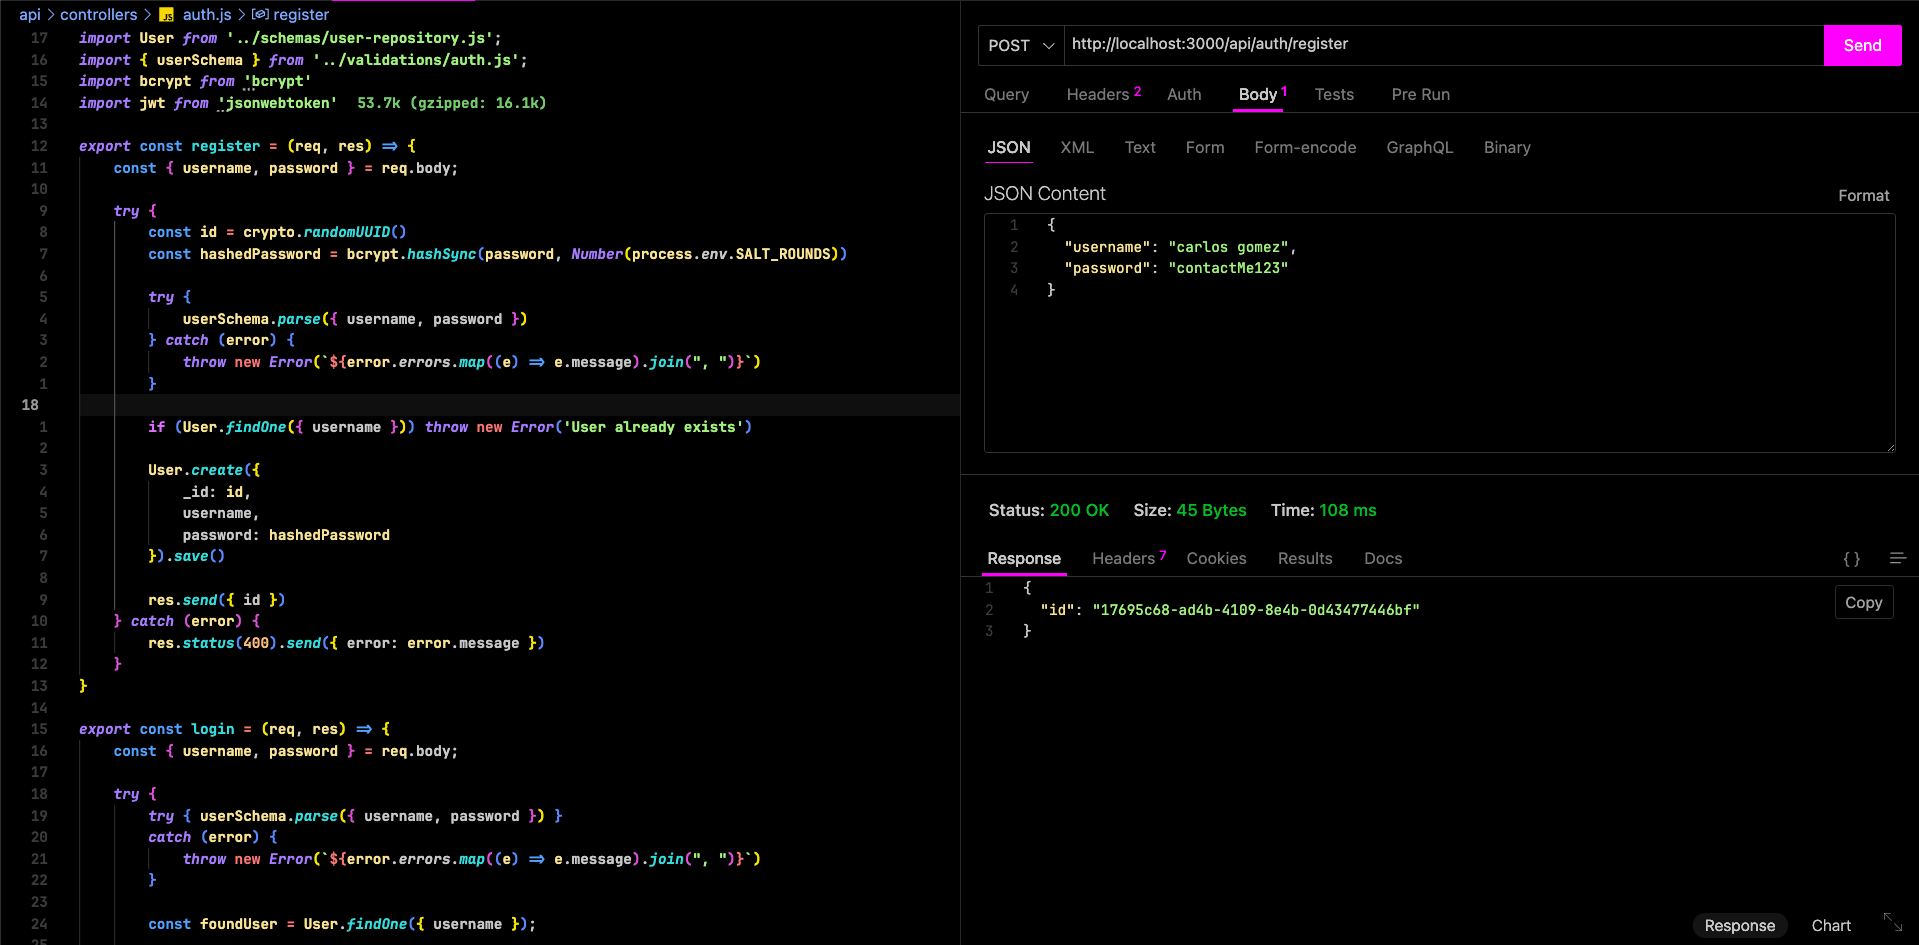 api > controllers > JS auth.js > register
17 import User from '../schemas/user-repository.js';
16 import { userSchema } from '../validations/auth.js';
15 import bcrypt from 'bcrypt'
14 import jwt from 'jsonwebtoken' 53.7k (gzipped: 16.1k)
13
12 export const register = (req, res) => {
11 const { username, password } = req.body;
10
9 try {
8 const id = crypto.randomUUID()
7 const hashedPassword = bcrypt.hashSync(password, Number(process.env.SALT_ROUNDS))
6
5 try {
4 userSchema.parse({ username, password })
3 } catch (error) {
2 throw new Error(`${error.errors.map((e) => e.message).join(", ")}`)
1 }
18
1 if (User.findOne({ username })) throw new Error('User already exists')
2
3 User.create({
4 _id: id,
5 username,
6 password: hashedPassword
7 }).save()
8
9 res.send({ id })
10 } catch (error) {
11 res.status(400).send({ error: error.message })
12 }
13 }
14
15 export const login = (req, res) => {
16 const { username, password } = req.body;
17
18 try {
19 try { userSchema.parse({ username, password }) }
20 catch (error) {
21 throw new Error(`${error.errors.map((e) => e.message).join(", ")}`)
22 }
23
24 const foundUser = User.findOne({ username });
25
POST http://localhost:3000/api/auth/register Send
Query Headers 2 Auth Body 1 Tests Pre Run
JSON XML Text Form Form-encode GraphQL Binary
JSON Content Format
1 {
2 "username": "carlos gomez",
3 "password": "contactMe123"
4 }
Status: 200 OK Size: 45 Bytes Time: 108 ms
Response Headers 7 Cookies Results Docs { }
1 {
2 "id": "17695c68-ad4b-4109-8e4b-0d43477446bf"
3 }
Copy
Response Chart